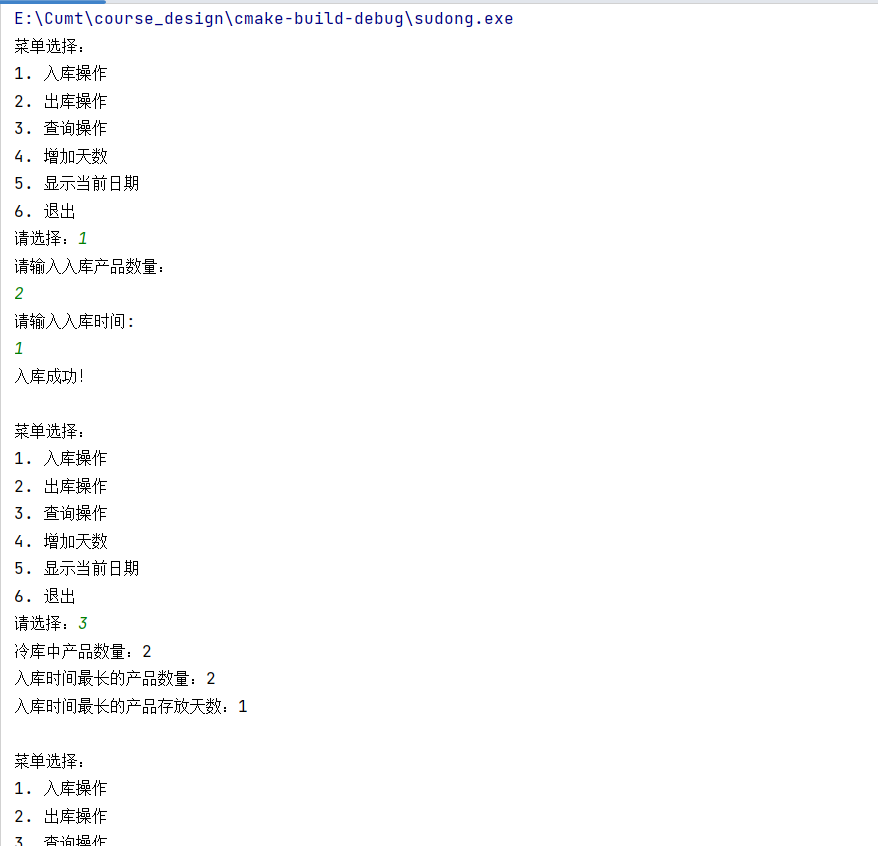 E:\Cumt\course_design\cmake-build-debug\sudong.exe
菜单选择：
1. 入库操作
2. 出库操作
3. 查询操作
4. 增加天数
5. 显示当前日期
6. 退出
请选择：1
请输入入库产品数量：
2
请输入入库时间：
1
入库成功！
菜单选择：
1. 入库操作
2. 出库操作
3. 查询操作
4. 增加天数
5. 显示当前日期
6. 退出
请选择：3
冷库中产品数量：2
入库时间最长的产品数量：2
入库时间最长的产品存放天数：1
菜单选择：
1. 入库操作
2. 出库操作
3. 查询操作